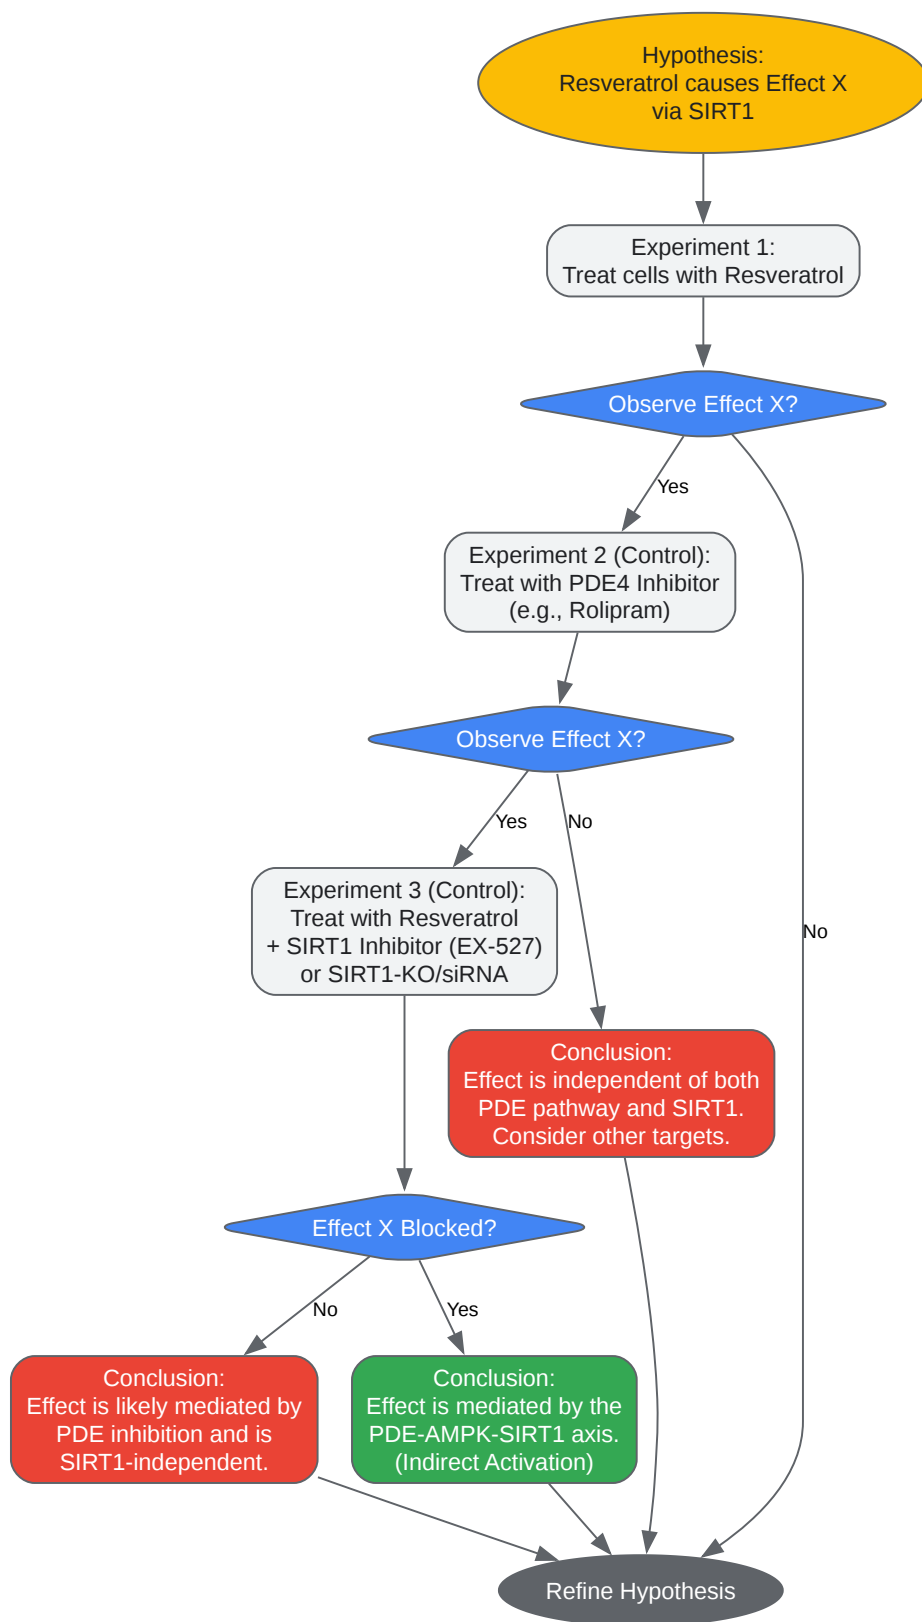 Hypothesis:
Resveratrol causes Effect X
via SIRT1
Experiment 1:
Treat cells with Resveratrol
Observe Effect X?
Yes
Experiment 2 (Control):
Treat with PDE4 Inhibitor
(e.g., Rolipram)
Observe Effect X?
Yes
No
Experiment 3 (Control):
Treat with Resveratrol
+ SIRT1 Inhibitor (EX-527)
or SIRT1-KO/siRNA
No
Conclusion:
Effect is independent of both
PDE pathway and SIRT1.
Consider other targets.
Effect X Blocked?
No
Yes
Conclusion:
Effect is likely mediated by
PDE inhibition and is
SIRT1-independent.
Conclusion:
Effect is mediated by the
PDE-AMPK-SIRT1 axis.
(Indirect Activation)
Refine Hypothesis